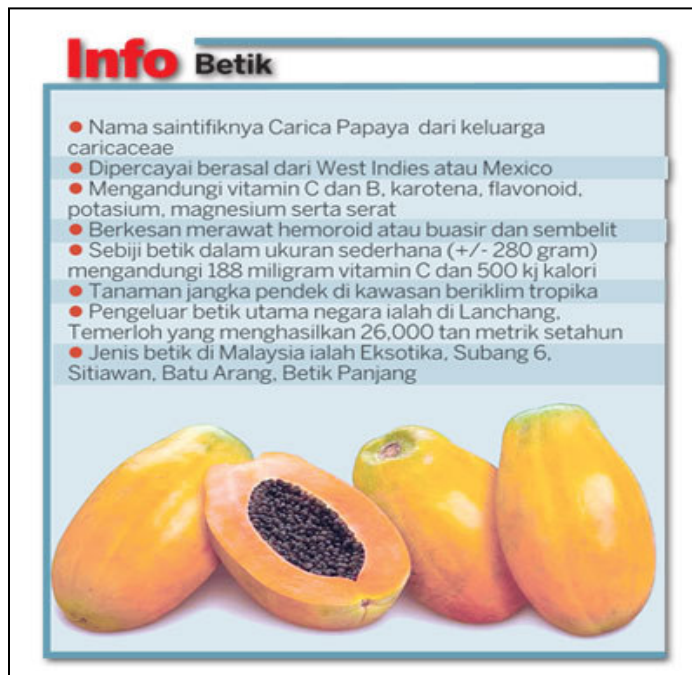 Info Betik
● Nama saintifiknya Carica Papaya dari keluarga
caricaceae
● Dipercayai berasal dari West Indies atau Mexico
● Mengandungi vitamin C dan B, karotena, flavonoid,
potasium, magnesium serta serat
● Berkesan merawat hemoroid atau buasir dan sembelit
● Sebiji betik dalam ukuran sederhana (+/- 280 gram)
mengandungi 188 miligram vitamin C dan 500 kj kalori
● Tanaman jangka pendek di kawasan beriklim tropika
● Pengeluar betik utama negara ialah di Lanchang,
Temerloh yang menghasilkan 26,000 tan metrik setahun
● Jenis betik di Malaysia ialah Eksotika, Subang 6,
Sitiawan, Batu Arang, Betik Panjang